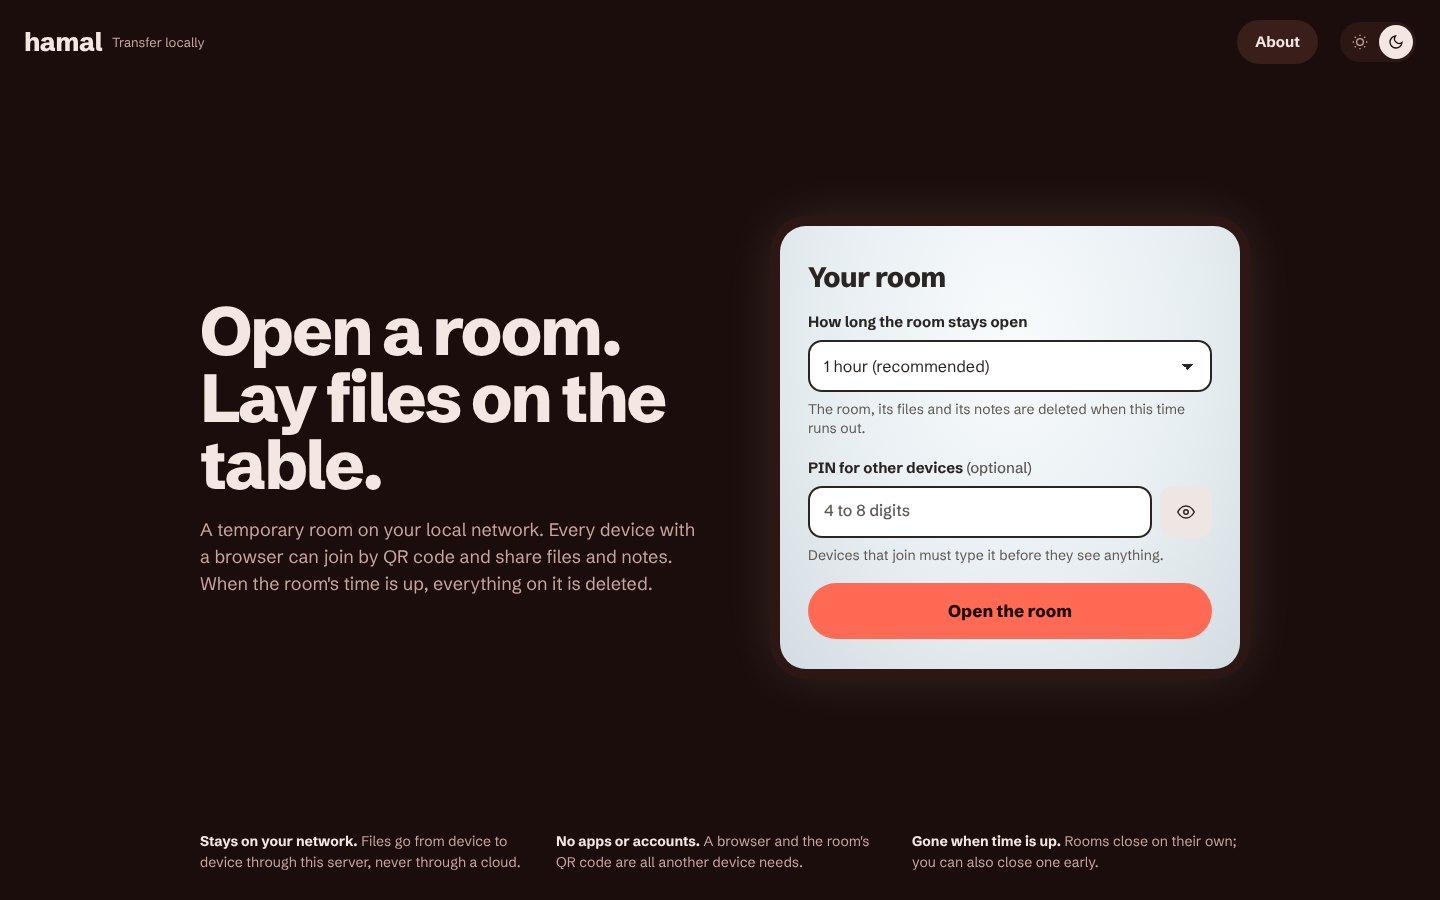 hamal Transfer locally
About
Open a room.
Lay files on the
table.
A temporary room on your local network. Every device with
a browser can join by QR code and share files and notes.
When the room's time is up, everything on it is deleted.
Your room
How long the room stays open
1 hour (recommended)
The room, its files and its notes are deleted when this time
runs out.
PIN for other devices (optional)
4 to 8 digits
Devices that join must type it before they see anything.
Open the room
Stays on your network. Files go from device to
device through this server, never through a cloud.
No apps or accounts. A browser and the room's
QR code are all another device needs.
Gone when time is up. Rooms close on their own;
you can also close one early.